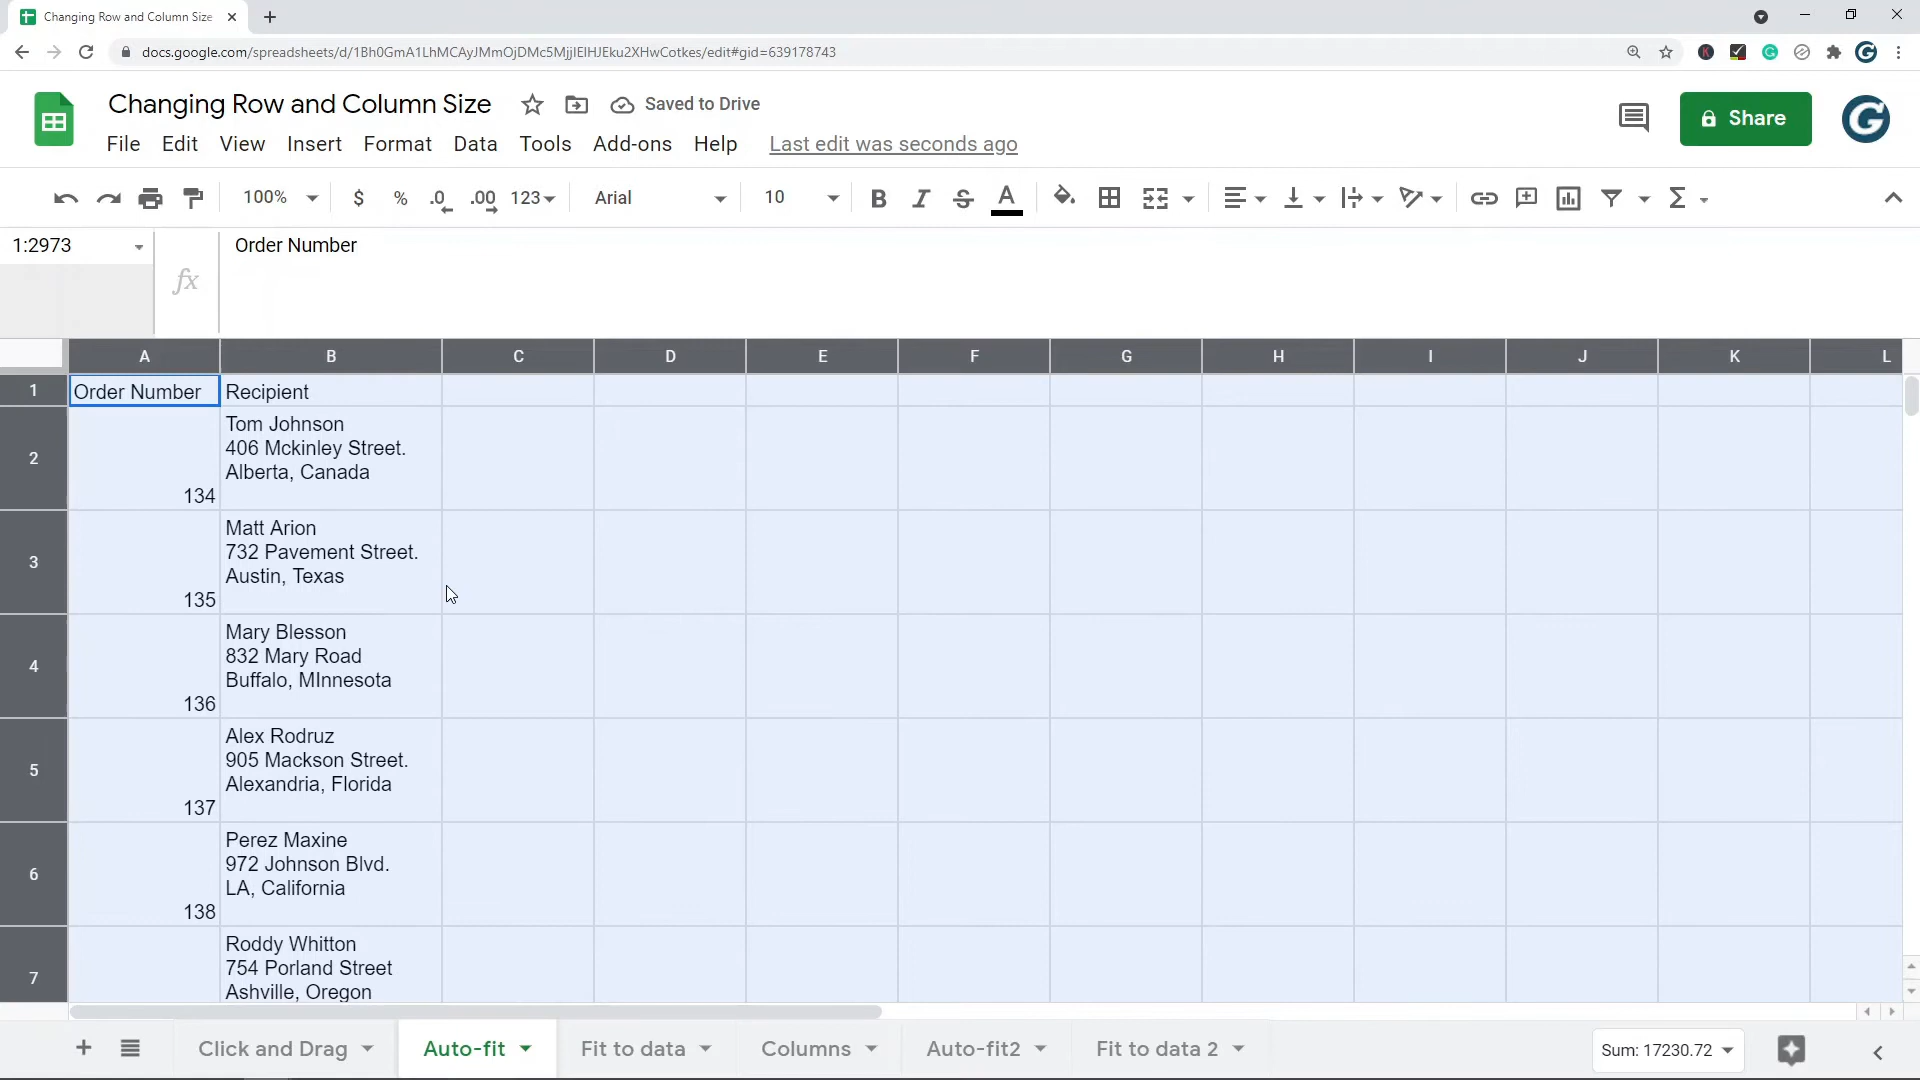 Changing Row and Column Size
docs.google.com/spreadsheets/d/1Bh0GmA1LhMCAyJMmOjDMc5MjjlElHJEku2XHwCotkes/edit#gid=639178743
Changing Row and Column Size
Saved to Drive
Share
File Edit View Insert Format Data Tools Add-ons Help Last edit was seconds ago
100% $ % .0 .00 123 Arial 10 B I S A
1:2973
fx
Order Number
A B C D E F G H I J K L
1 Order Number Recipient
2 134
Tom Johnson
406 Mckinley Street.
Alberta, Canada
3 135
Matt Arion
732 Pavement Street.
Austin, Texas
4 136
Mary Blesson
832 Mary Road
Buffalo, MInnesota
5 137
Alex Rodruz
905 Mackson Street.
Alexandria, Florida
6 138
Perez Maxine
972 Johnson Blvd.
LA, California
7
Roddy Whitton
754 Porland Street
Ashville, Oregon
Click and Drag Auto-fit Fit to data Columns Auto-fit2 Fit to data 2 Sum: 17230.72